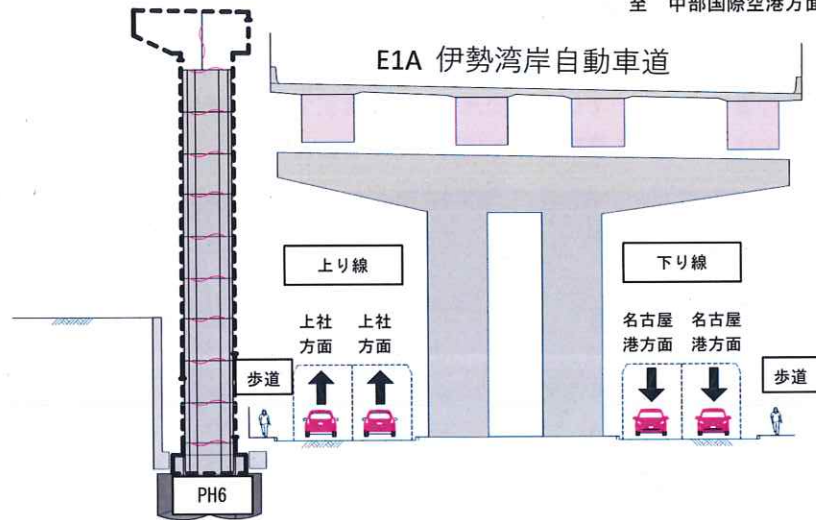 至 中部国際空港方面
E1A 伊勢湾岸自動車道
上り線
下り線
上社
方面
上社
方面
名古屋
港方面
名古屋
港方面
歩道
歩道
PH6